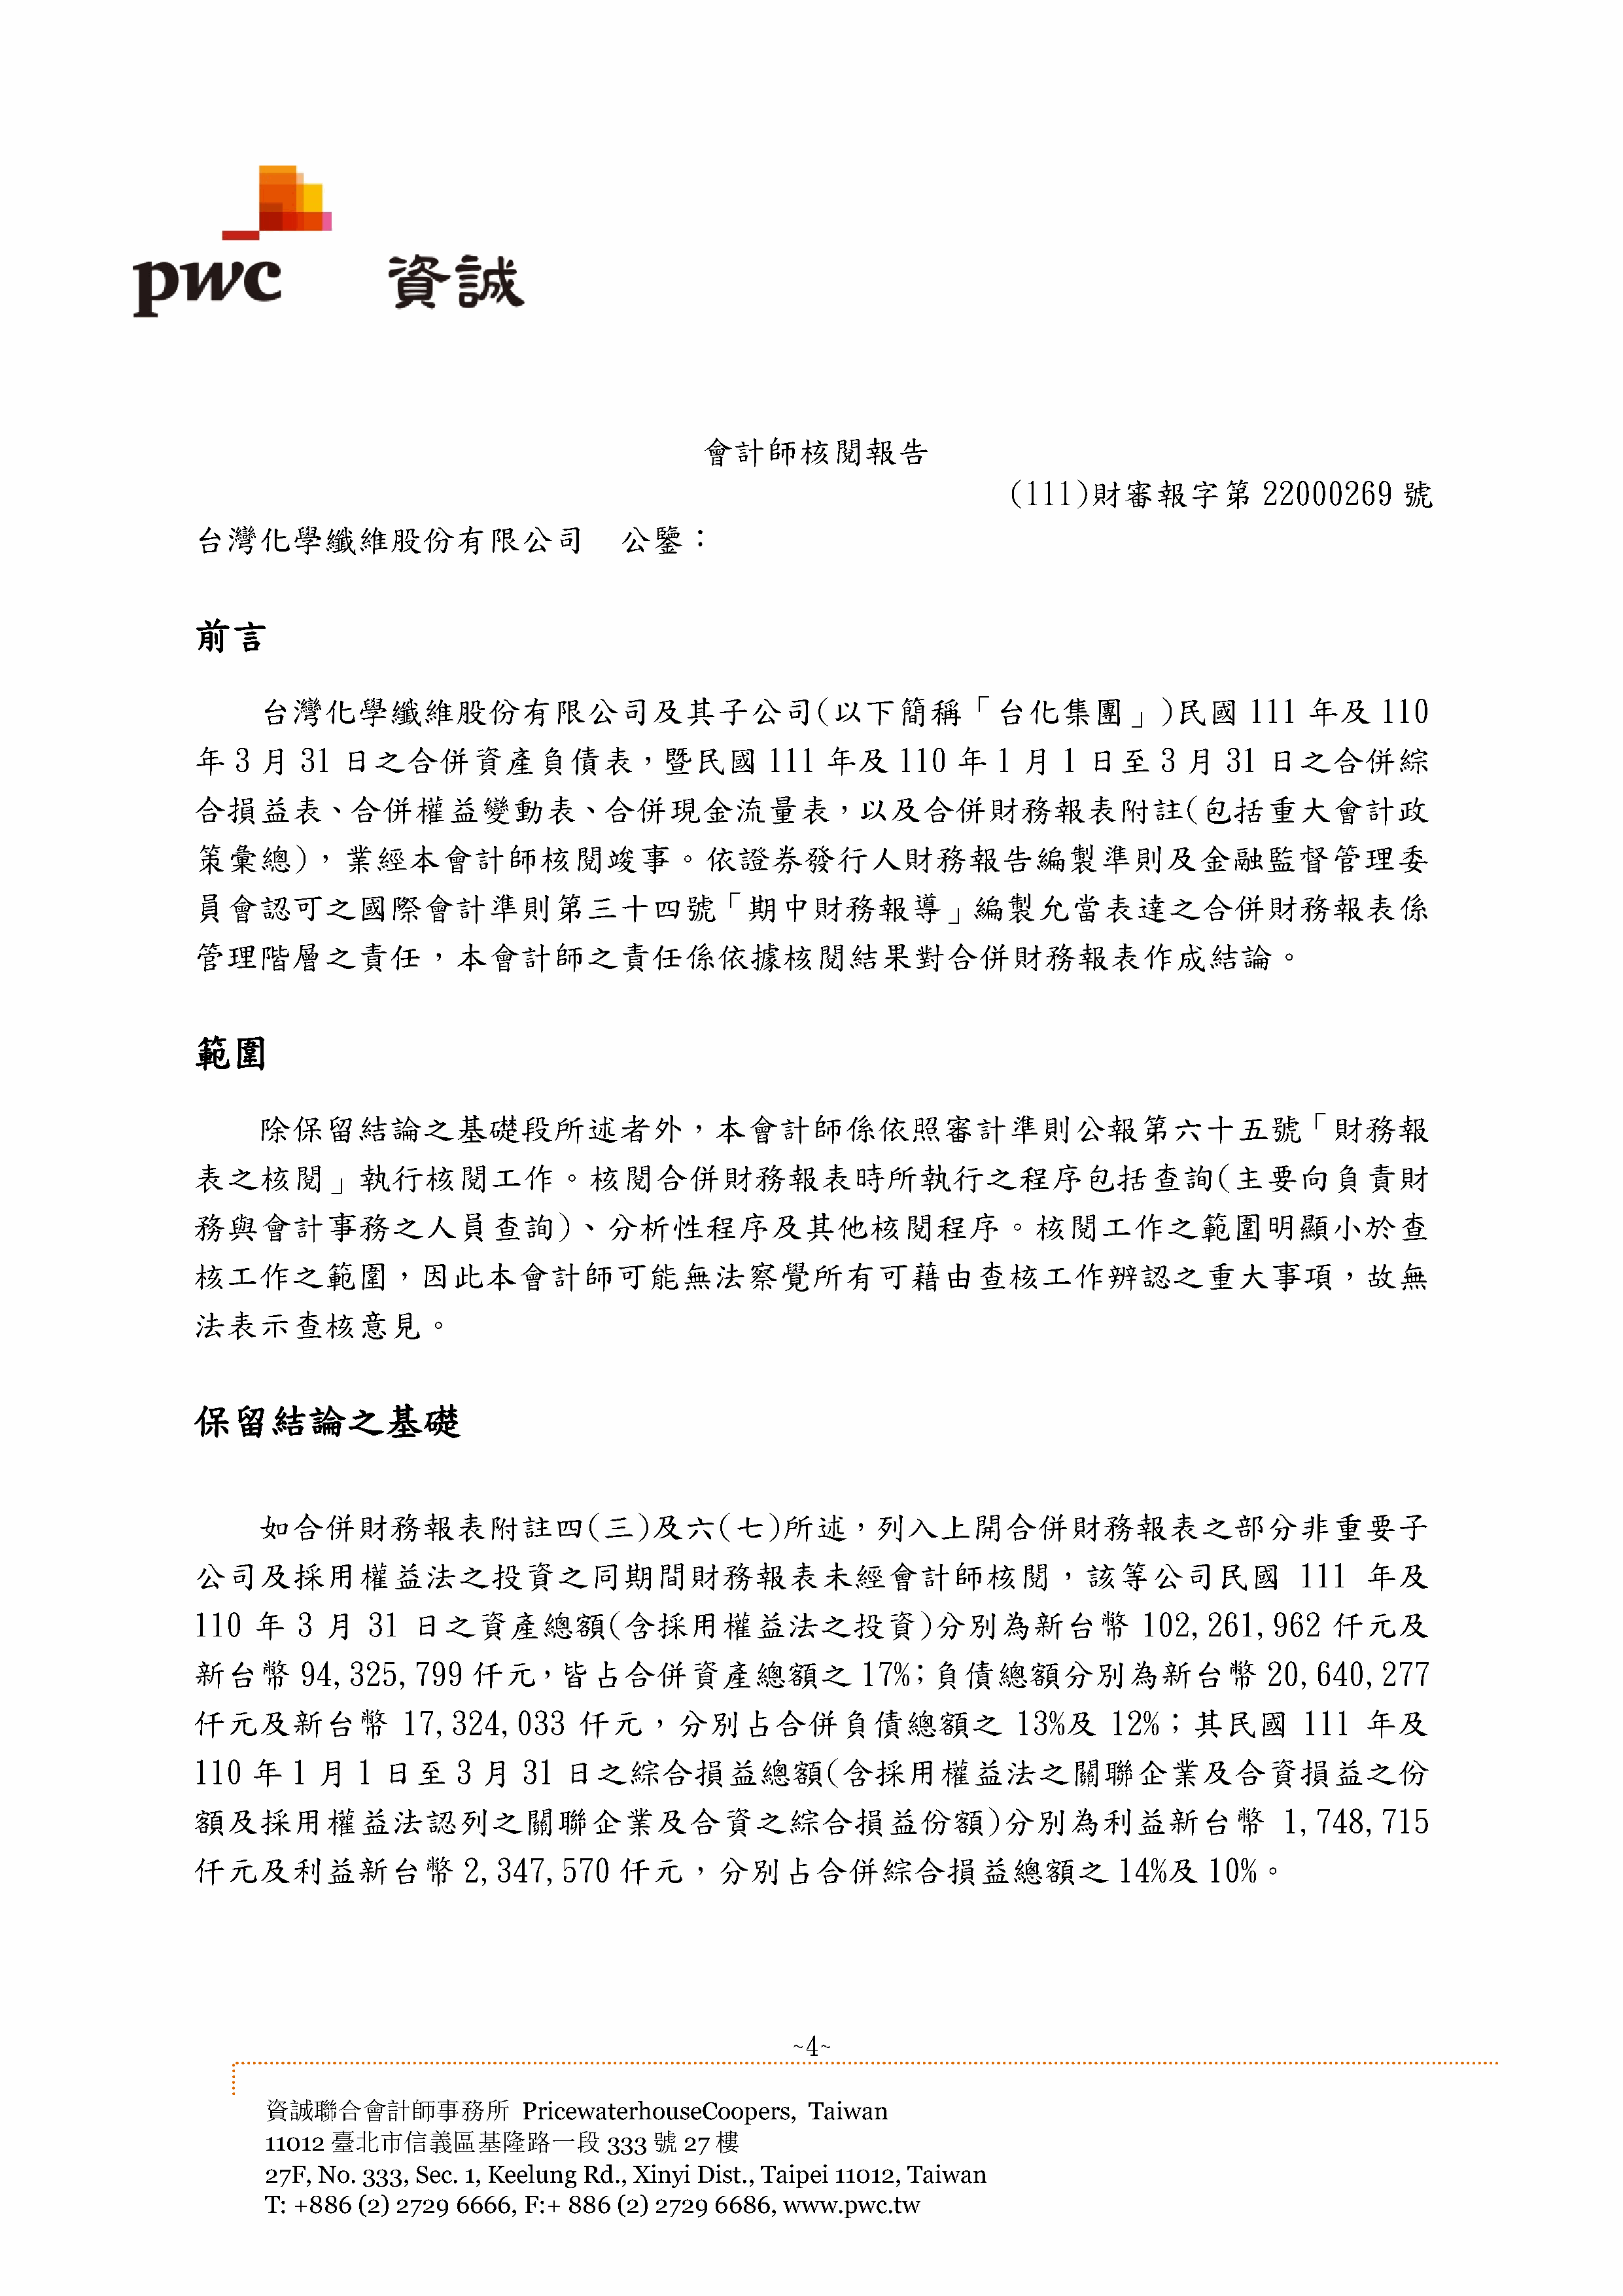 pwc 資誠
會計師核閱報告
(111)財審報字第 22000269 號
台灣化學纖維股份有限公司 公鑒：
前言
台灣化學纖維股份有限公司及其子公司(以下簡稱「台化集團」)民國 111 年及 110
年 3 月 31 日之合併資產負債表，暨民國 111 年及 110 年 1 月 1 日至 3 月 31 日之合併綜
合損益表、合併權益變動表、合併現金流量表，以及合併財務報表附註(包括重大會計政
策彙總)，業經本會計師核閱竣事。依證券發行人財務報告編製準則及金融監督管理委
員會認可之國際會計準則第三十四號「期中財務報導」編製允當表達之合併財務報表係
管理階層之責任，本會計師之責任係依據核閱結果對合併財務報表作成結論。
範圍
除保留結論之基礎段所述者外，本會計師係依照審計準則公報第六十五號「財務報
表之核閱」執行核閱工作。核閱合併財務報表時所執行之程序包括查詢(主要向負責財
務與會計事務之人員查詢)、分析性程序及其他核閱程序。核閱工作之範圍明顯小於查
核工作之範圍，因此本會計師可能無法察覺所有可藉由查核工作辨認之重大事項，故無
法表示查核意見。
保留結論之基礎
如合併財務報表附註四(三)及六(七)所述，列入上開合併財務報表之部分非重要子
公司及採用權益法之投資之同期間財務報表未經會計師核閱，該等公司民國 111 年及
110 年 3 月 31 日之資產總額(含採用權益法之投資)分別為新台幣 102,261,962 仟元及
新台幣 94,325,799 仟元，皆占合併資產總額之 17%；負債總額分別為新台幣 20,640,277
仟元及新台幣 17,324,033 仟元，分別占合併負債總額之 13%及 12%；其民國 111 年及
110 年 1 月 1 日至 3 月 31 日之綜合損益總額(含採用權益法之關聯企業及合資損益之份
額及採用權益法認列之關聯企業及合資之綜合損益份額)分別為利益新台幣 1,748,715
仟元及利益新台幣 2,347,570 仟元，分別占合併綜合損益總額之 14%及 10%。
~4~
資誠聯合會計師事務所 PricewaterhouseCoopers, Taiwan
11012 臺北市信義區基隆路一段 333 號 27 樓
27F, No. 333, Sec. 1, Keelung Rd., Xinyi Dist., Taipei 11012, Taiwan
T: +886 (2) 2729 6666, F:+ 886 (2) 2729 6686, www.pwc.tw